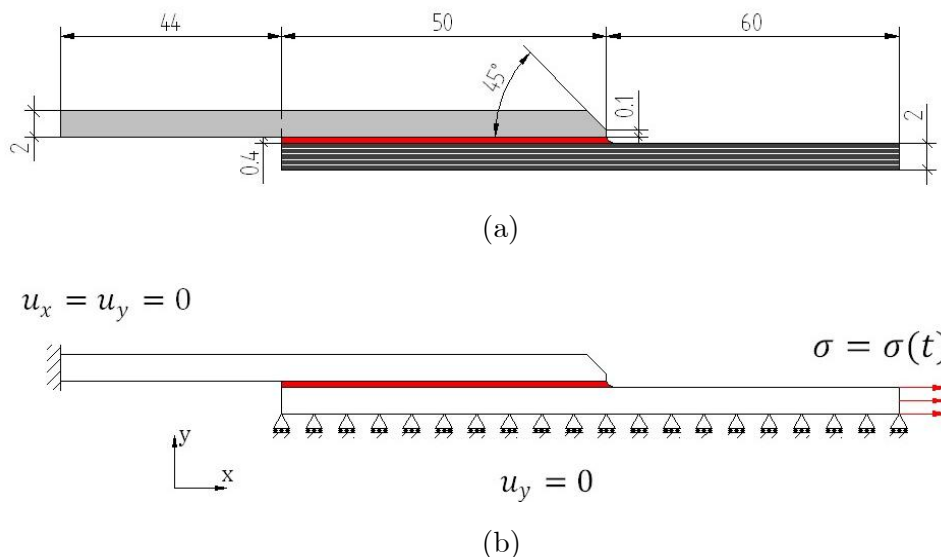 44 50 60
45°
0.1
2
2
0.4
(a)
u_x = u_y = 0
σ = σ(t)
y
x
u_y = 0
(b)